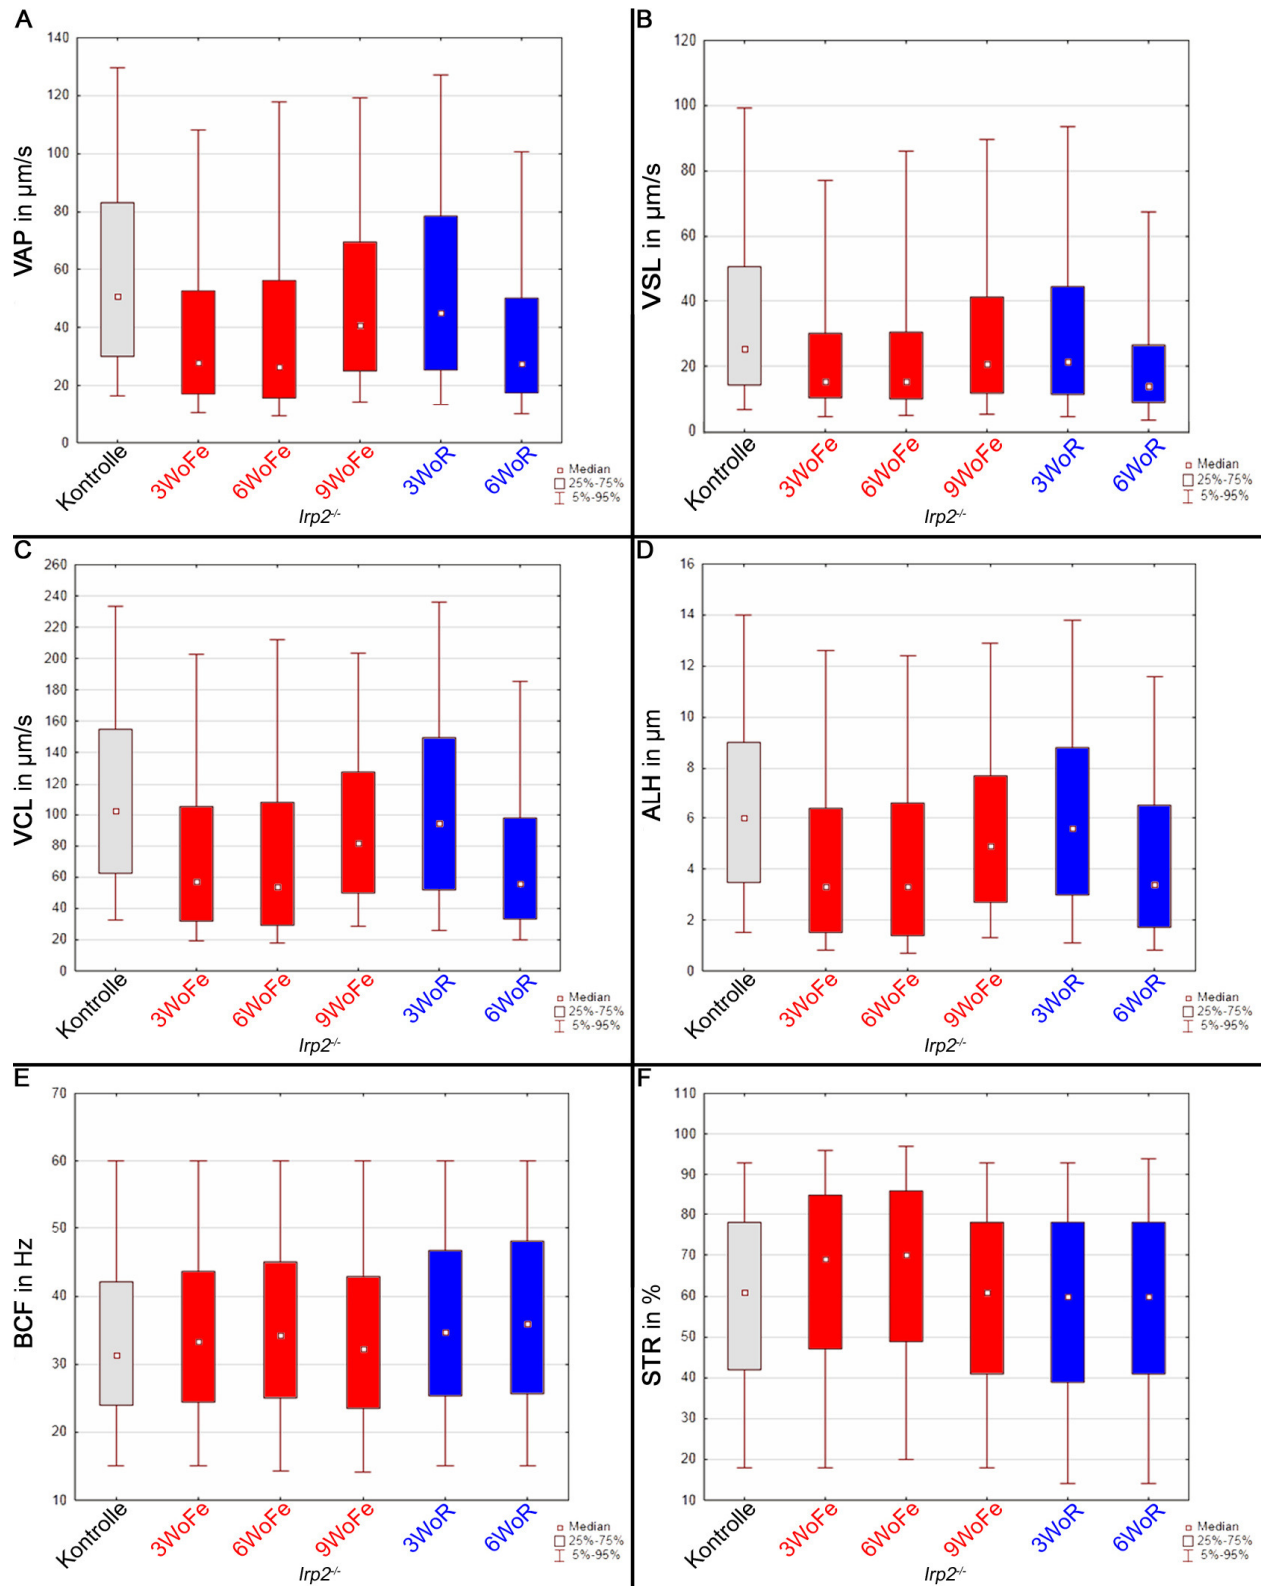 A
VAP in µm/s
140
120
100
80
60
40
20
0
Kontrolle
3WoFe
6WoFe
9WoFe
3WoR
6WoR
Irp2-/-
Median
25%-75%
5%-95%
B
VSL in µm/s
120
100
80
60
40
20
0
Kontrolle
3WoFe
6WoFe
9WoFe
3WoR
6WoR
Irp2-/-
Median
25%-75%
5%-95%
C
VCL in µm/s
260
240
220
200
180
160
140
120
100
80
60
40
20
0
Kontrolle
3WoFe
6WoFe
9WoFe
3WoR
6WoR
Irp2-/-
Median
25%-75%
5%-95%
D
ALH in µm
16
14
12
10
8
6
4
2
0
Kontrolle
3WoFe
6WoFe
9WoFe
3WoR
6WoR
Irp2-/-
Median
25%-75%
5%-95%
E
BCF in Hz
70
60
50
40
30
20
10
Kontrolle
3WoFe
6WoFe
9WoFe
3WoR
6WoR
Irp2-/-
Median
25%-75%
5%-95%
F
STR in %
110
100
90
80
70
60
50
40
30
20
10
Kontrolle
3WoFe
6WoFe
9WoFe
3WoR
6WoR
Irp2-/-
Median
25%-75%
5%-95%